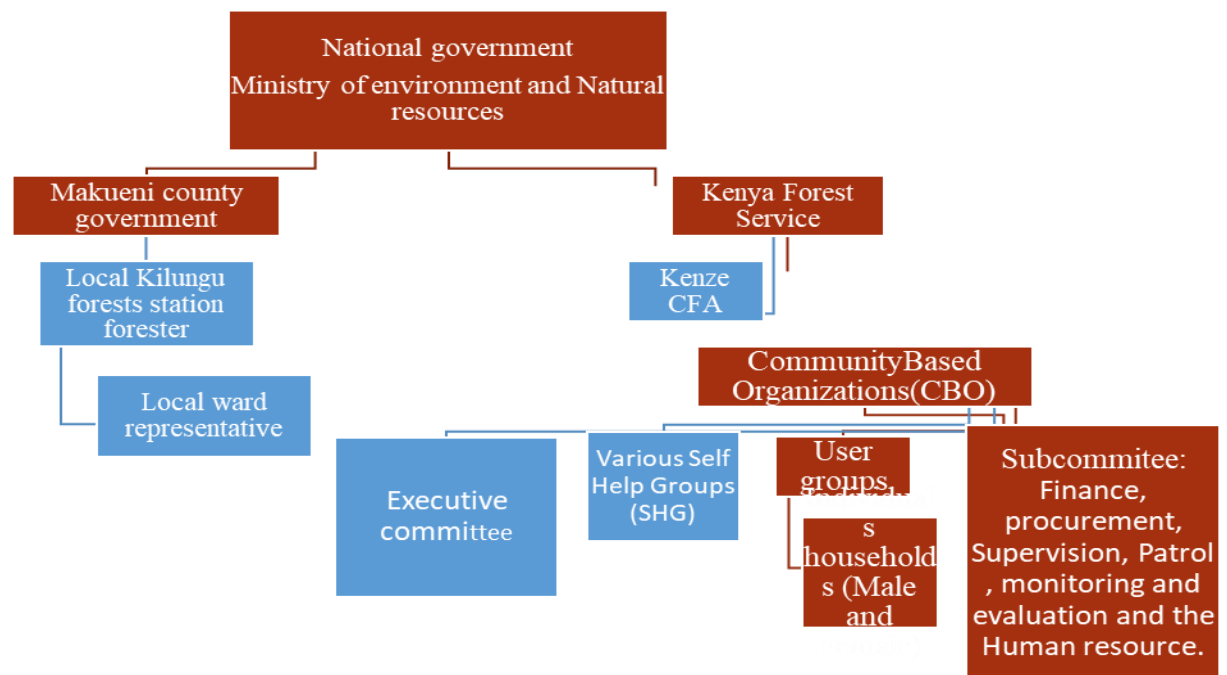 National government
Ministry of environment and Natural
resources
Makueni county
government
Kenya Forest
Service
Local Kilungu
forests station
forester
Kenze
CFA
Local ward
representative
CommunityBased
Organizations(CBO)
Executive
committee
Various Self
Help Groups
(SHG)
User
groups,
s
household
s (Male
and
Subcommitee:
Finance,
procurement,
Supervision, Patrol
, monitoring and
evaluation and the
Human resource.